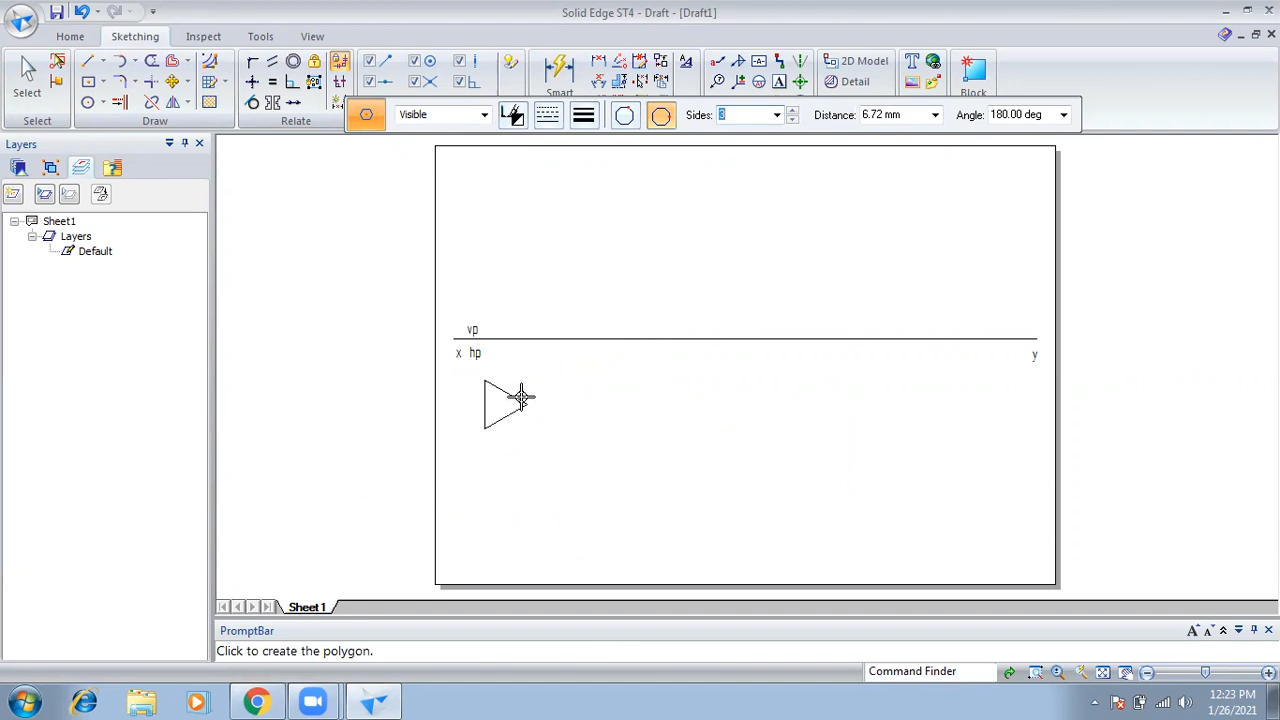 Solid Edge ST4 - Draft - [Draft1]
Home Sketching Inspect Tools View
2D Model
Detail
Select
Smart
Block
Select Draw Relate
Visible Sides: 3 Distance: 6.72 mm Angle: 180.00 deg
Layers
Sheet1
Layers
Default
vp
x hp
y
Sheet1
PromptBar
Click to create the polygon.
Command Finder
12:23 PM
1/26/2021